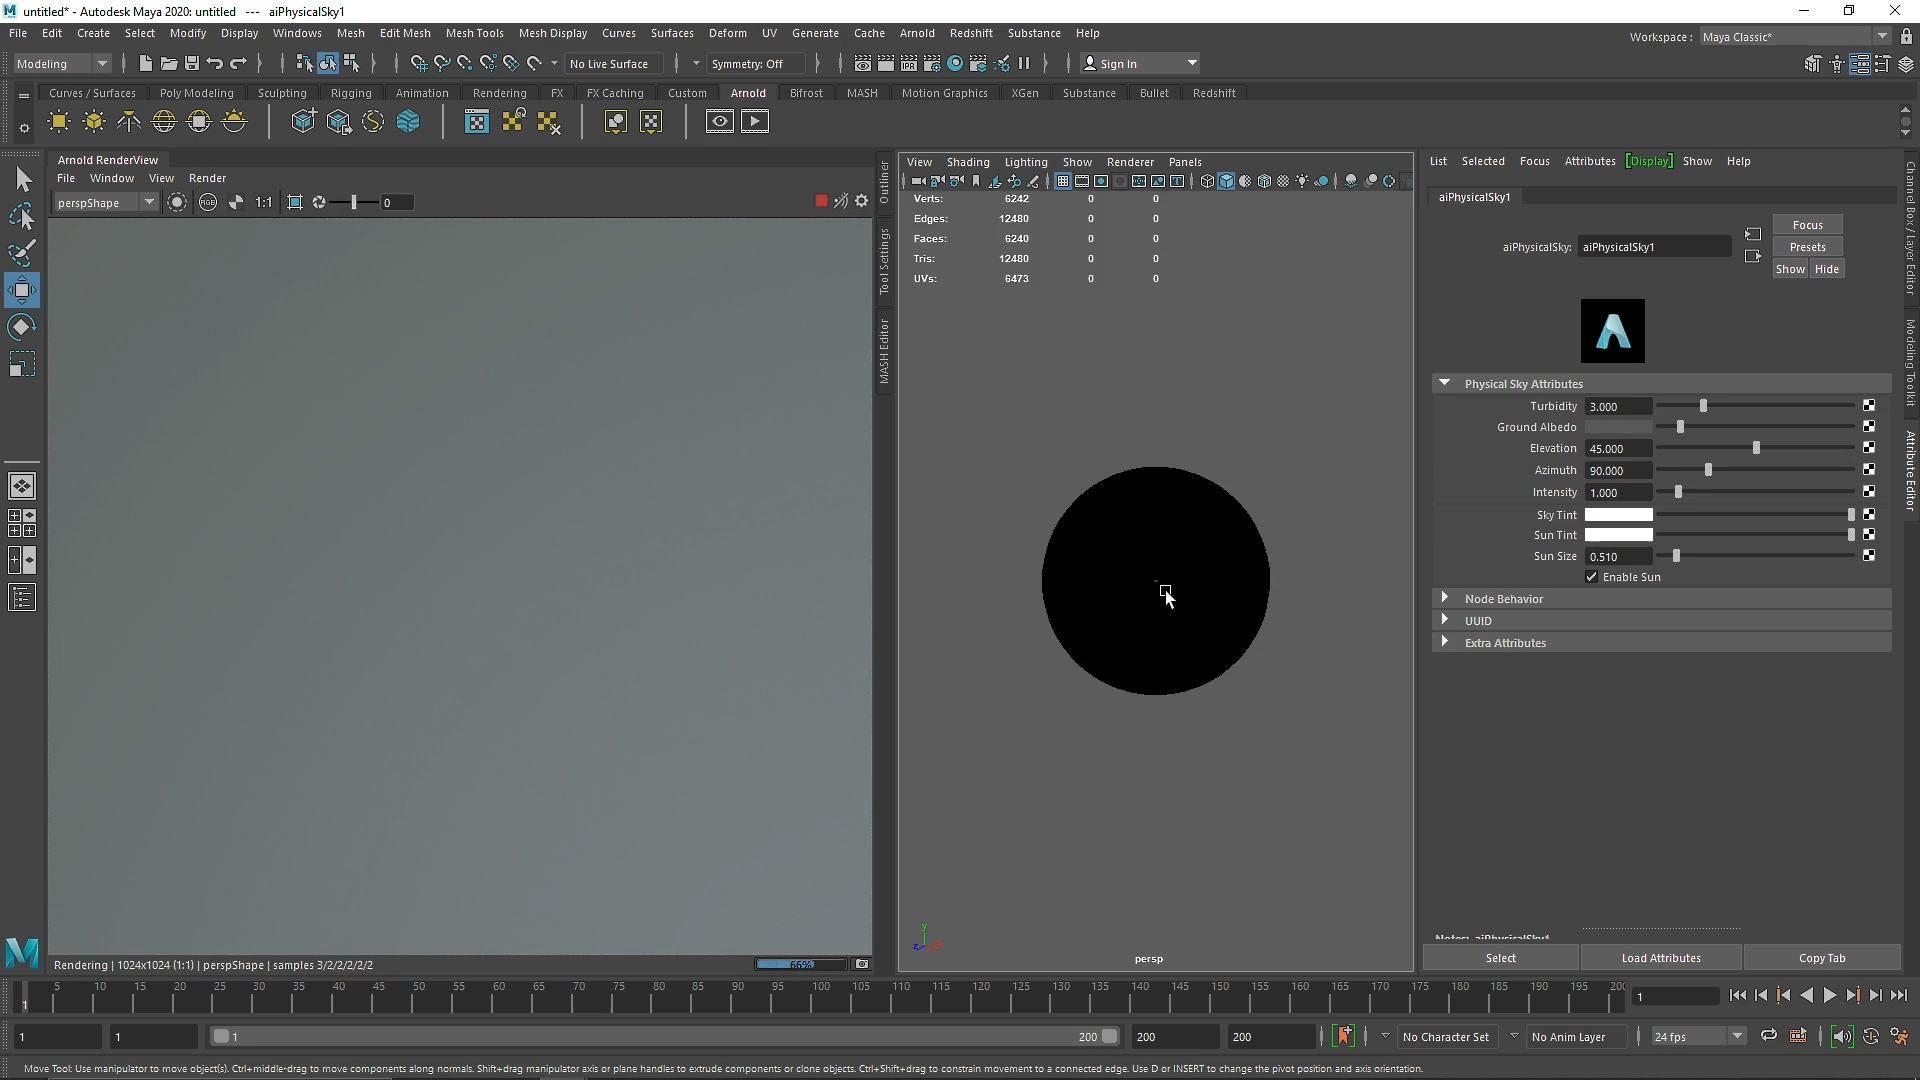 untitled* - Autodesk Maya 2020: untitled --- aiPhysicalSky1
File Edit Create Select Modify Display Windows Mesh Edit Mesh Mesh Tools Mesh Display Curves Surfaces Deform UV Generate Cache Arnold Redshift Substance Help
Workspace : Maya Classic*
Modeling No Live Surface Symmetry: Off Sign In
Curves / Surfaces Poly Modeling Sculpting Rigging Animation Rendering FX FX Caching Custom Arnold Bifrost MASH Motion Graphics XGen Substance Bullet Redshift
Arnold RenderView
File Window View Render
perspShape RGB 1:1 0
Outliner
Tool Settings
MASH Editor
View Shading Lighting Show Renderer Panels
Verts: 6242 0 0
Edges: 12480 0 0
Faces: 6240 0 0
Tris: 12480 0 0
UVs: 6473 0 0
y
persp
List Selected Focus Attributes [Display] Show Help
aiPhysicalSky1
aiPhysicalSky: aiPhysicalSky1
Focus
Presets
Show Hide
Physical Sky Attributes
Turbidity 3.000
Ground Albedo
Elevation 45.000
Azimuth 90.000
Intensity 1.000
Sky Tint
Sun Tint
Sun Size 0.510
Enable Sun
Node Behavior
UUID
Extra Attributes
Notes: aiPhysicalSky1
Select Load Attributes Copy Tab
Channel Box / Layer Editor
Modeling Toolkit
Attribute Editor
Rendering | 1024x1024 (1:1) | perspShape | samples 3/2/2/2/2/2 66%
5 10 15 20 25 30 35 40 45 50 55 60 65 70 75 80 85 90 95 100 105 110 115 120 125 130 135 140 145 150 155 160 165 170 175 180 185 190 195 200
1 1
1 1 1 200 200 200 No Character Set No Anim Layer 24 fps
Move Tool: Use manipulator to move object(s). Ctrl+middle-drag to move components along normals. Shift+drag manipulator axis or plane handles to extrude components or clone objects. Ctrl+Shift+drag to constrain movement to a connected edge. Use D or INSERT to change the pivot position and axis orientation.